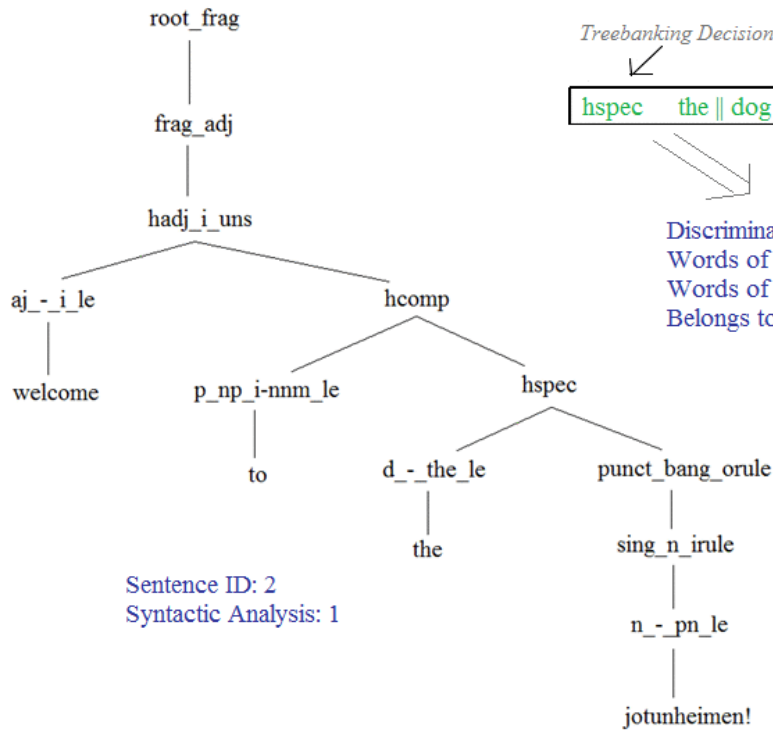 root_frag
Treebanking Decision
hspec the || dog
frag_adj
hadj_i_uns
Words of
Words of
Belongs to
aj_-_i_le
hcomp
welcome
p_np_i-nnm_le
hspec
to
d_-_the_le
punct_bang_orule
the
sing_n_irule
Sentence ID: 2
Syntactic Analysis: 1
n_-_pn_le
jotunheimen!